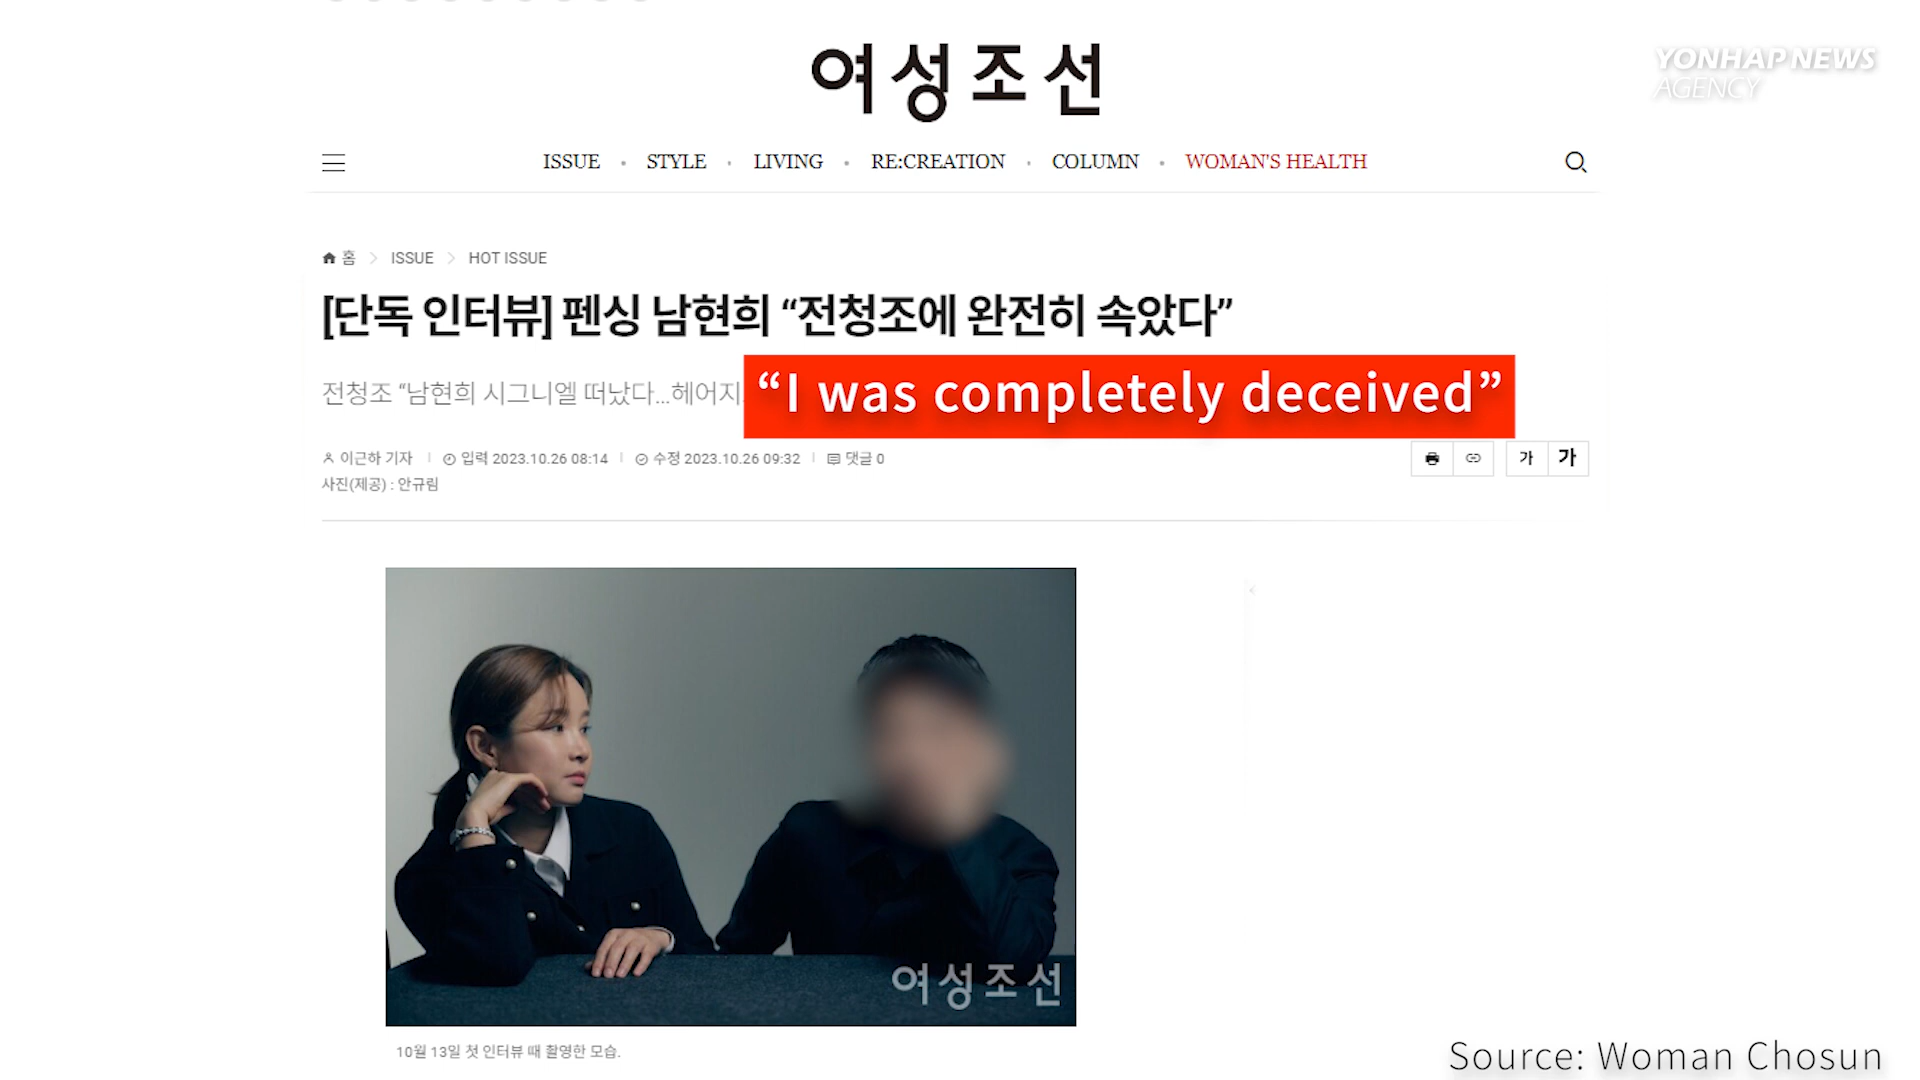 여성조선
YONHAP NEWS
AGENCY
ISSUE • STYLE • LIVING • RE:CREATION • COLUMN • WOMAN'S HEALTH
홈 > ISSUE > HOT ISSUE
[단독 인터뷰] 펜싱 남현희 “전청조에 완전히 속았다”
전청조 “남현희 시그니엘 떠났다...헤어지
“I was completely deceived”
이근하 기자 | 입력 2023.10.26 08:14 | 수정 2023.10.26 09:32 | 댓글 0
가 가
사진(제공) : 안규림
여성조선
10월 13일 첫 인터뷰 때 촬영한 모습.
Source: Woman Chosun